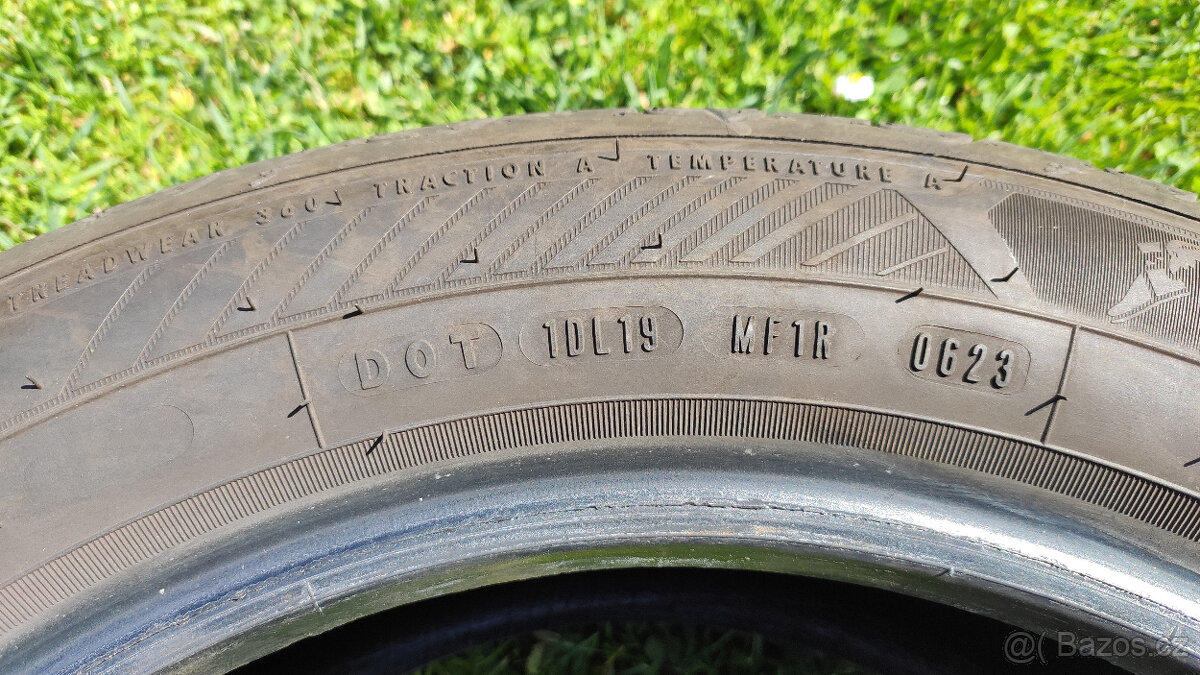 TREADWEAR 360 TRACTION A TEMPERATURE A
DOT 1DL19 MF1R 0623
@( Bazos.cz